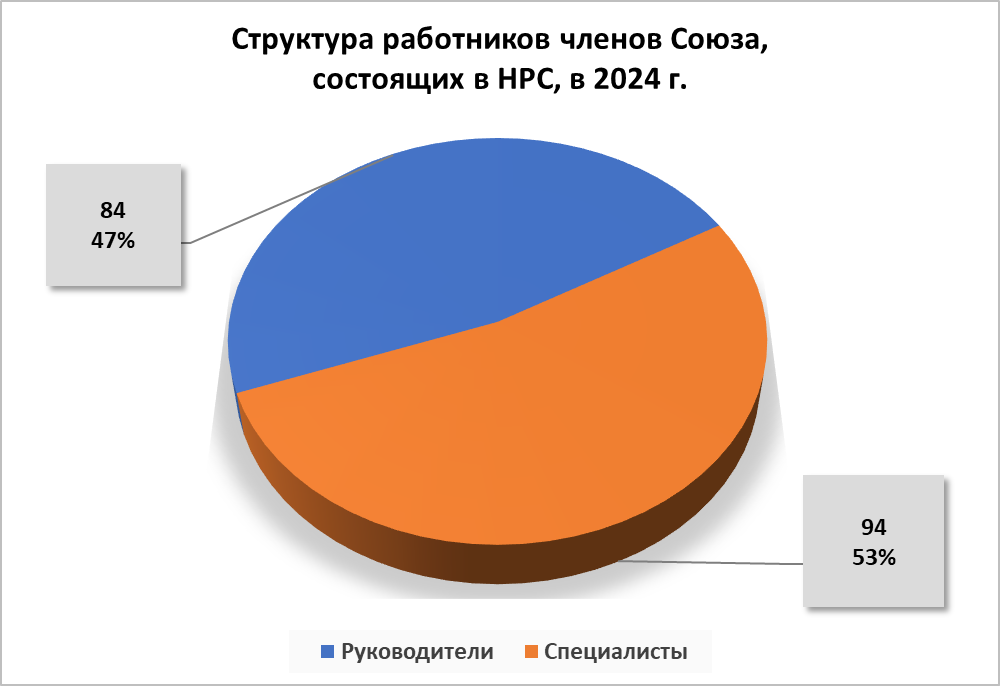 Структура работников членов Союза,
состоящих в НРС, в 2024 г.
84
47%
94
53%
Руководители
Специалисты